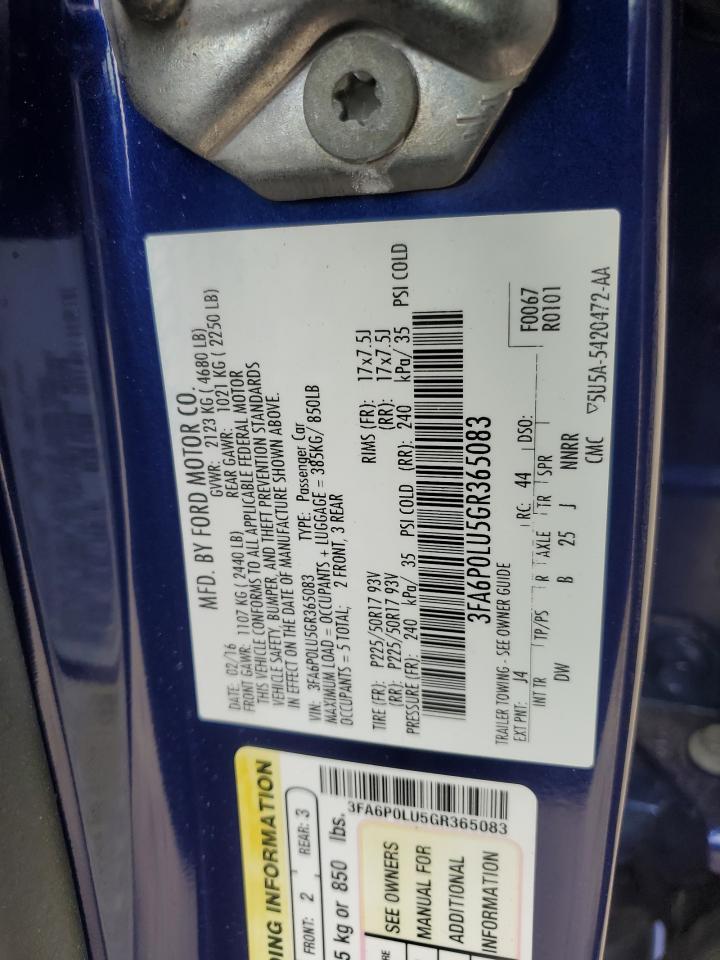 MFD. BY FORD MOTOR CO.
DATE: 02/16 GVWR: 2123 KG ( 4680 LB)
FRONT GAWR: 1107 KG ( 2440 LB) REAR GAWR: 1021 KG ( 2250 LB)
THIS VEHICLE CONFORMS TO ALL APPLICABLE FEDERAL MOTOR
VEHICLE SAFETY, BUMPER, AND THEFT PREVENTION STANDARDS
IN EFFECT ON THE DATE OF MANUFACTURE SHOWN ABOVE.
VIN: 3FA6P0LU5GR365083 TYPE: Passenger Car
MAXIMUM LOAD = OCCUPANTS + LUGGAGE = 385KG/ 850LB
OCCUPANTS = 5 TOTAL; 2 FRONT, 3 REAR
TIRE (FR): P225/50R17 93V RIMS (FR): 17x7.5J
(RR): P225/50R17 93V (RR): 17x7.5J
PRESSURE (FR): 240 kPa/ 35 PSI COLD (RR): 240 kPa/ 35 PSI COLD
3FA6P0LU5GR365083
TRAILER TOWING - SEE OWNER GUIDE
F0067
R0101
EXT PNT: J4 RC: 44 DSO:
INT TR TP/PS R AXLE TR SPR
DW B 25 J NNRR
CMC ▽5U5A-5420472-AA
DING INFORMATION
FRONT: 2 REAR: 3
5 kg or 850 lbs.
3FA6P0LU5GR365083
SEE OWNERS
MANUAL FOR
ADDITIONAL
INFORMATION